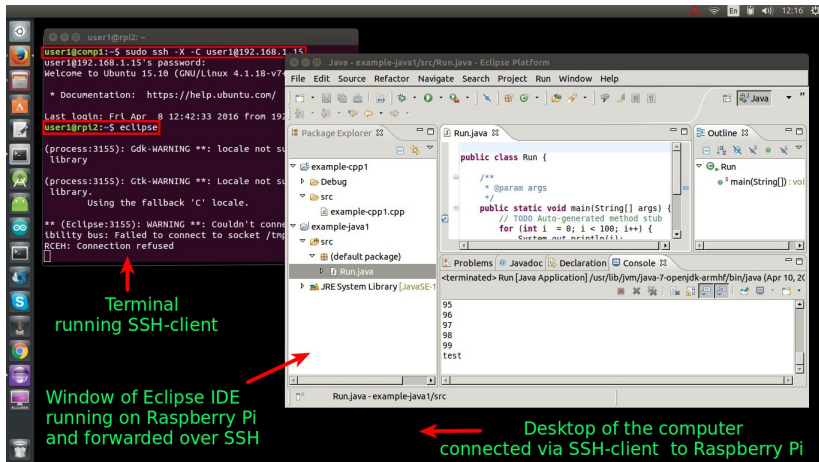 En 12:16
user1@rpi2: ~
user1@comp1:~$ sudo ssh -X -C user1@192.168.1.15
user1@192.168.1.15's password:
Welcome to Ubuntu 15.10 (GNU/Linux 4.1.18-v7+
* Documentation: https://help.ubuntu.com/
Last login: Fri Apr 8 12:42:33 2016 from 192
user1@rpi2:~$ eclipse
(process:3155): Gdk-WARNING **: locale not su
library
(process:3155): Gtk-WARNING **: Locale not su
library.
Using the fallback 'C' locale.
** (Eclipse:3155): WARNING **: Couldn't conne
ibility bus: Failed to connect to socket /tmp
RCEH: Connection refused
Java - example-java1/src/Run.java - Eclipse Platform
File Edit Source Refactor Navigate Search Project Run Window Help
Java
Package Explorer
example-cpp1
Debug
src
example-cpp1.cpp
example-java1
src
(default package)
Run.java
JRE System Library [JavaSE-1
Run.java
public class Run {
/**
* @param args
*/
public static void main(String[] args) {
// TODO Auto-generated method stub
for (int i = 0; i < 100; i++) {
System.out.println(i);
Outline
Run
main(String[]) : voi
Problems Javadoc Declaration Console
<terminated> Run [Java Application] /usr/lib/jvm/java-7-openjdk-armhf/bin/java (Apr 10, 20
95
96
97
98
99
test
Run.java - example-java1/src
Terminal
running SSH-client
Window of Eclipse IDE
running on Raspberry Pi
and forwarded over SSH
Desktop of the computer
connected via SSH-client to Raspberry Pi